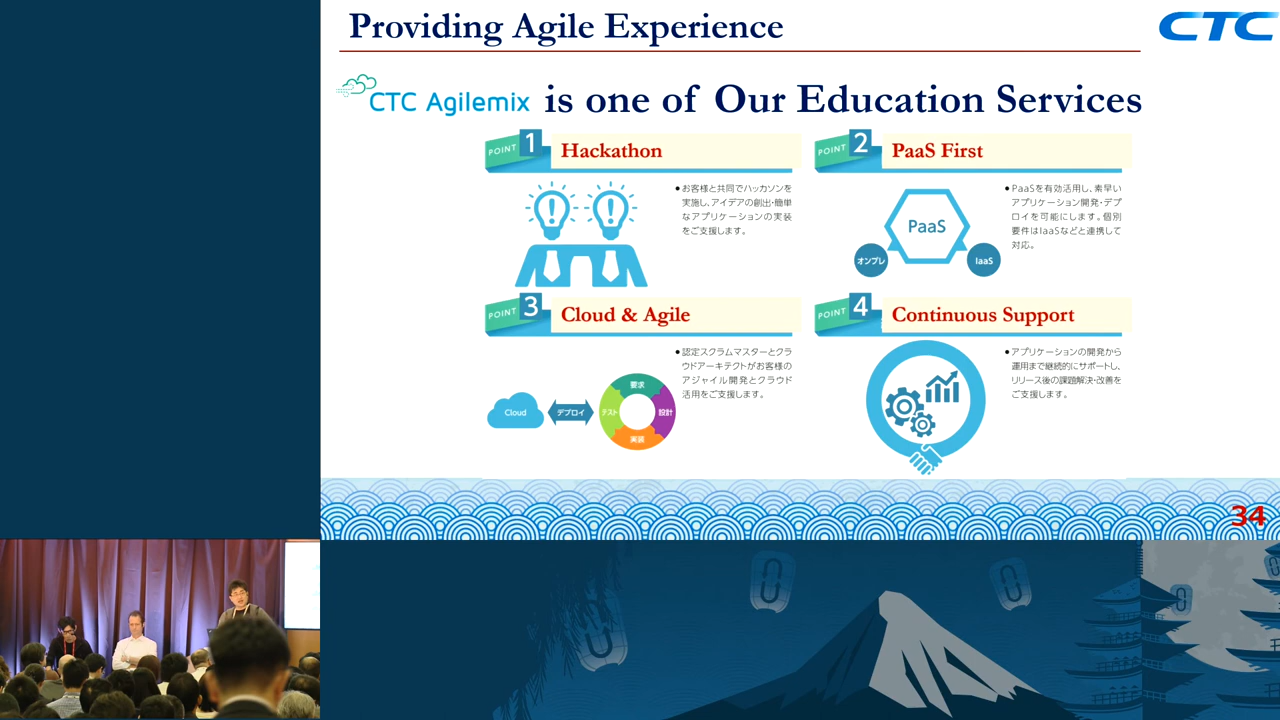 Providing Agile Experience
CTC
CTC Agilemix is one of Our Education Services
POINT 1 Hackathon
●お客様と共同でハッカソンを
実施し、アイデアの創出・簡単
なアプリケーションの実装
をご支援します。
POINT 2 PaaS First
●PaaSを有効活用し、素早い
アプリケーション開発・デプ
ロイを可能にします。個別
要件はIaaSなどと連携して
対応。
PaaS
オンプレ
IaaS
POINT 3 Cloud & Agile
●認定スクラムマスターとクラ
ウドアーキテクトがお客様の
アジャイル開発とクラウド
活用をご支援します。
Cloud
デプロイ
要求
テスト
設計
実装
POINT 4 Continuous Support
●アプリケーションの開発から
運用まで継続的にサポートし、
リリース後の課題解決・改善を
ご支援します。
34